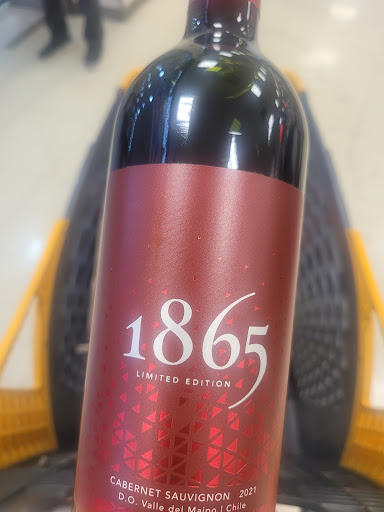 1865
LIMITED EDITION
CABERNET SAUVIGNON 2021
D.O. Valle del Maipo | Chile